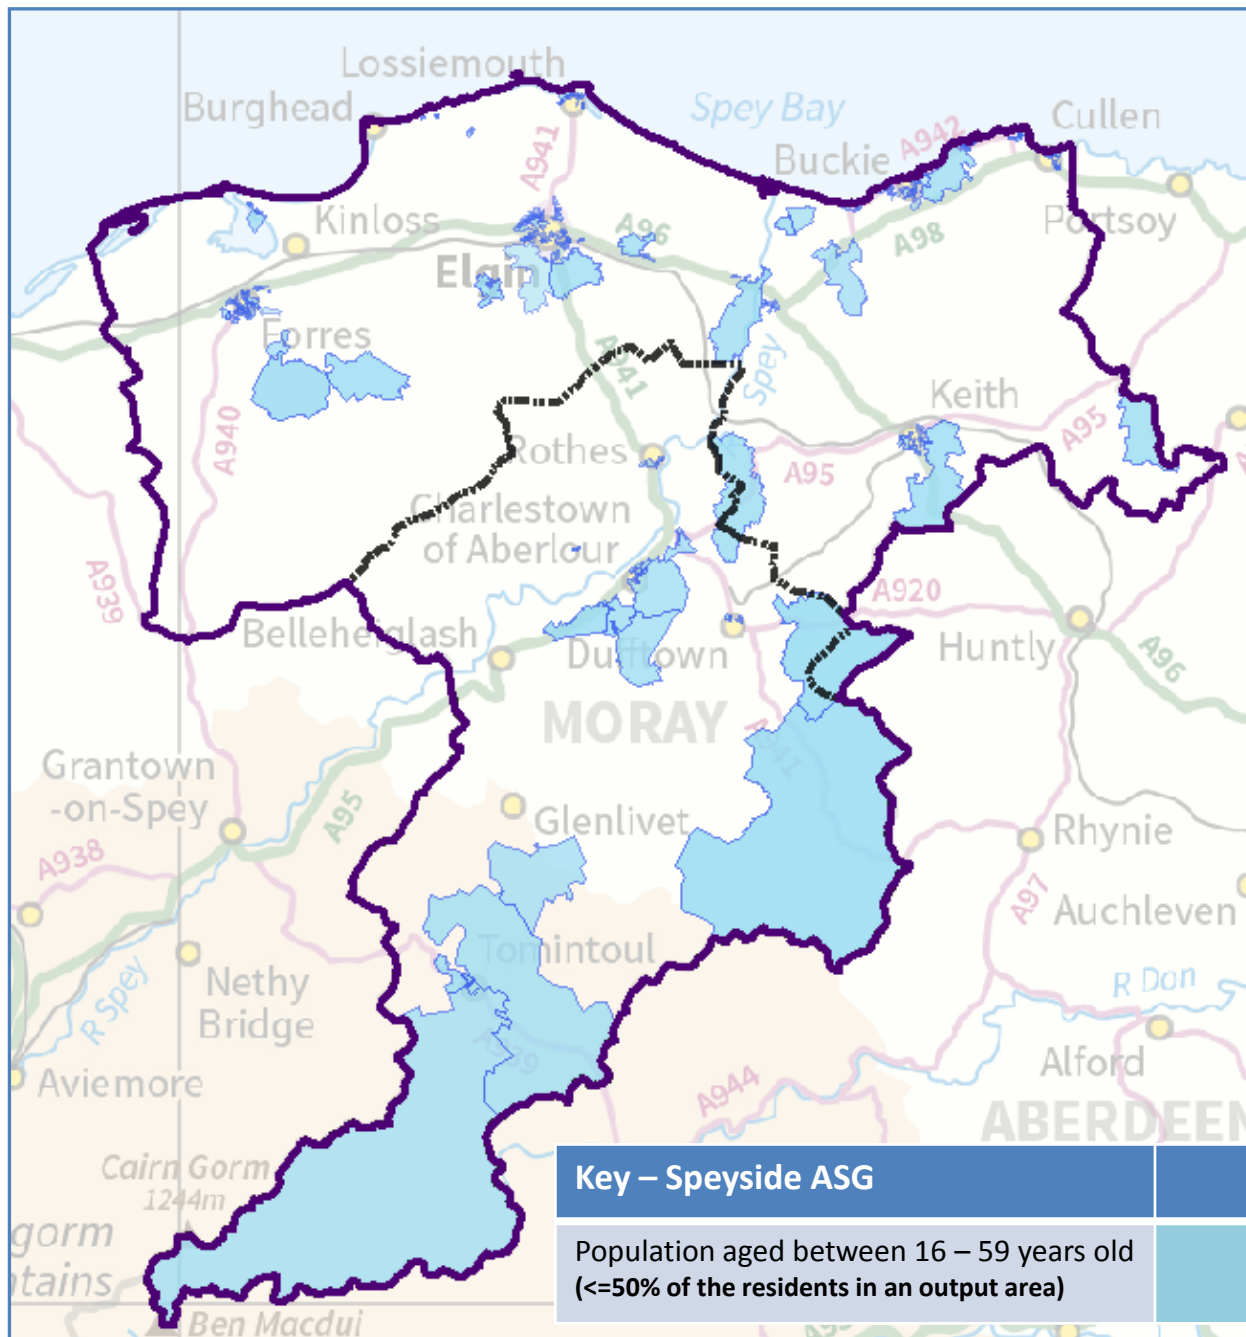 Lossiemouth
Burghead
Spey Bay
Cullen
A942
A941
Buckie
Kinloss
A96
Portsoy
A98
Elgin
Forres
A941
Spey
Keith
A940
A95
Rothes
A95
Charlestown
of Aberlour
A939
A920
Belleheiglash
Dufftown
Huntly
A96
MORAY
A941
Grantown
-on-Spey
A95
Glenlivet
Rhynie
A938
A97
Auchleven
Tomintoul
Nethy
Bridge
R Spey
R Don
A939
Alford
Aviemore
A944
ABERDEEN
Cairn Gorm
1244m
gorm
ntains
Ben Macdui
Key – Speyside ASG
Population aged between 16 – 59 years old
(<=50% of the residents in an output area)